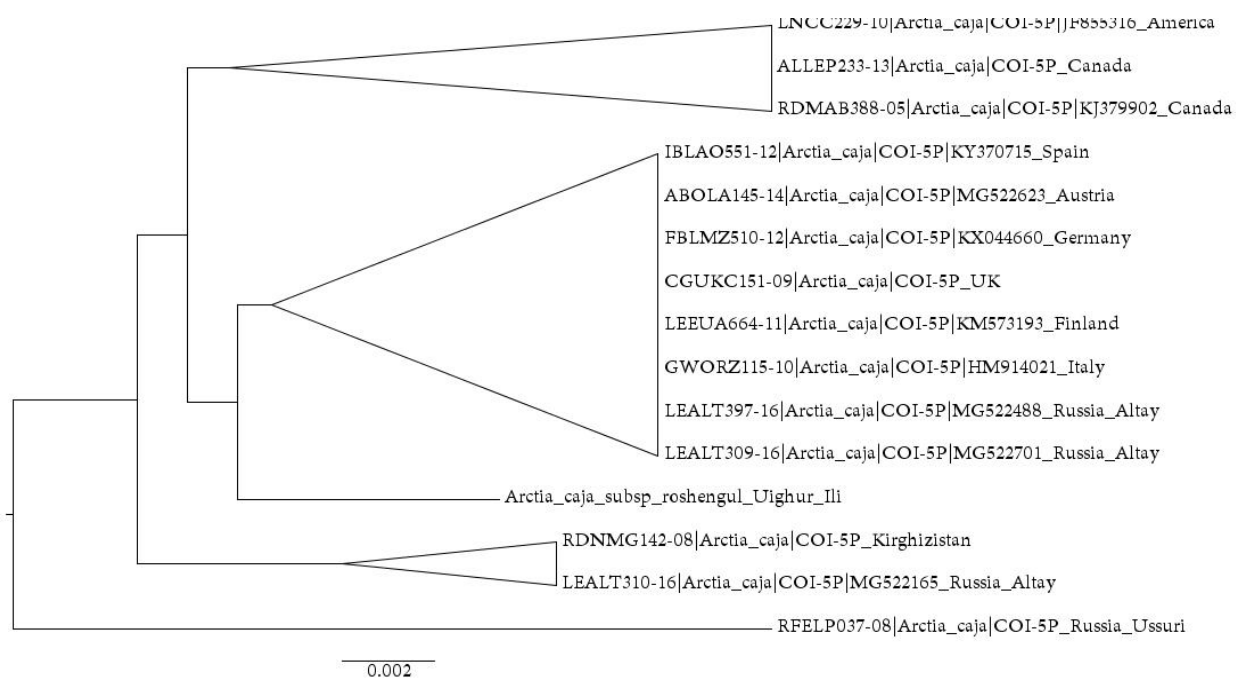 LNCC229-10|Arctia_caja|COI-5P|JF855316_America
ALLEP233-13|Arctia_caja|COI-5P_Canada
RDMAB388-05|Arctia_caja|COI-5P|KJ379902_Canada
IBLAO551-12|Arctia_caja|COI-5P|KY370715_Spain
ABOLA145-14|Arctia_caja|COI-5P|MG522623_Austria
FBLMZ510-12|Arctia_caja|COI-5P|KX044660_Germany
CGUKC151-09|Arctia_caja|COI-5P_UK
LEEUA664-11|Arctia_caja|COI-5P|KM573193_Finland
GWORZ115-10|Arctia_caja|COI-5P|HM914021_Italy
LEALT397-16|Arctia_caja|COI-5P|MG522488_Russia_Altay
LEALT309-16|Arctia_caja|COI-5P|MG522701_Russia_Altay
Arctia_caja_subsp_roshengul_Uighur_Ili
RDNMG142-08|Arctia_caja|COI-5P_Kirghizistan
LEALT310-16|Arctia_caja|COI-5P|MG522165_Russia_Altay
RFELP037-08|Arctia_caja|COI-5P_Russia_Ussuri
0.002